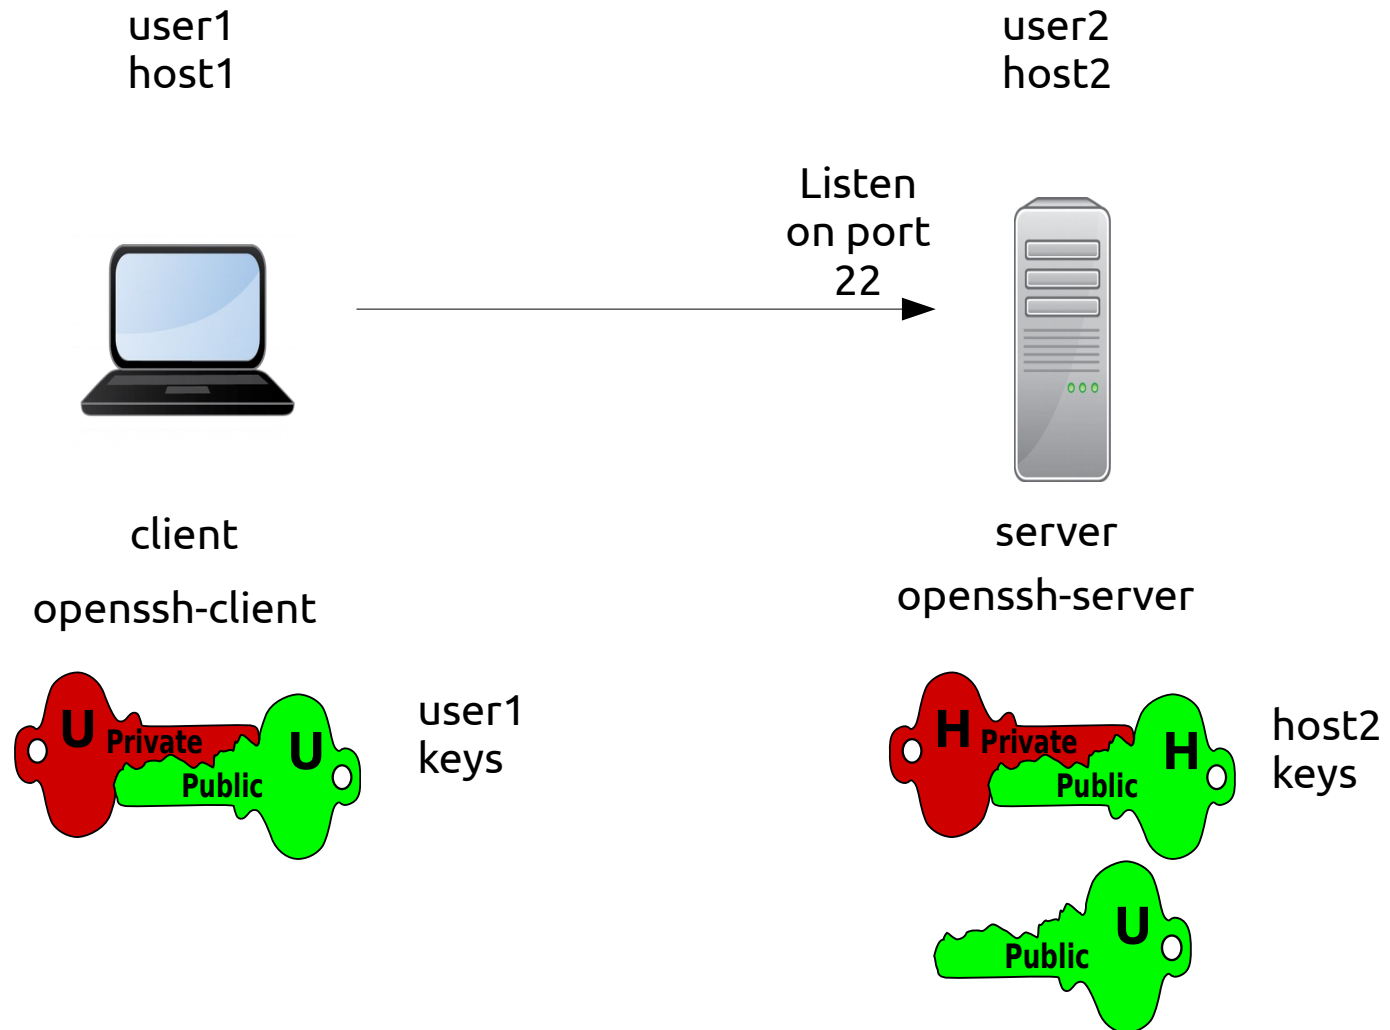 user1
host1
user2
host2
Listen
on port
22
client
openssh-client
server
openssh-server
U
Private
U
Public
user1
keys
H
Private
H
Public
host2
keys
U
Public